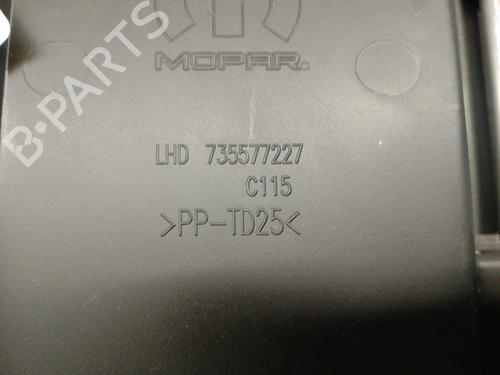 B-PARTS
MOPAR®
LHD 735577227
C115
>PP-TD25<